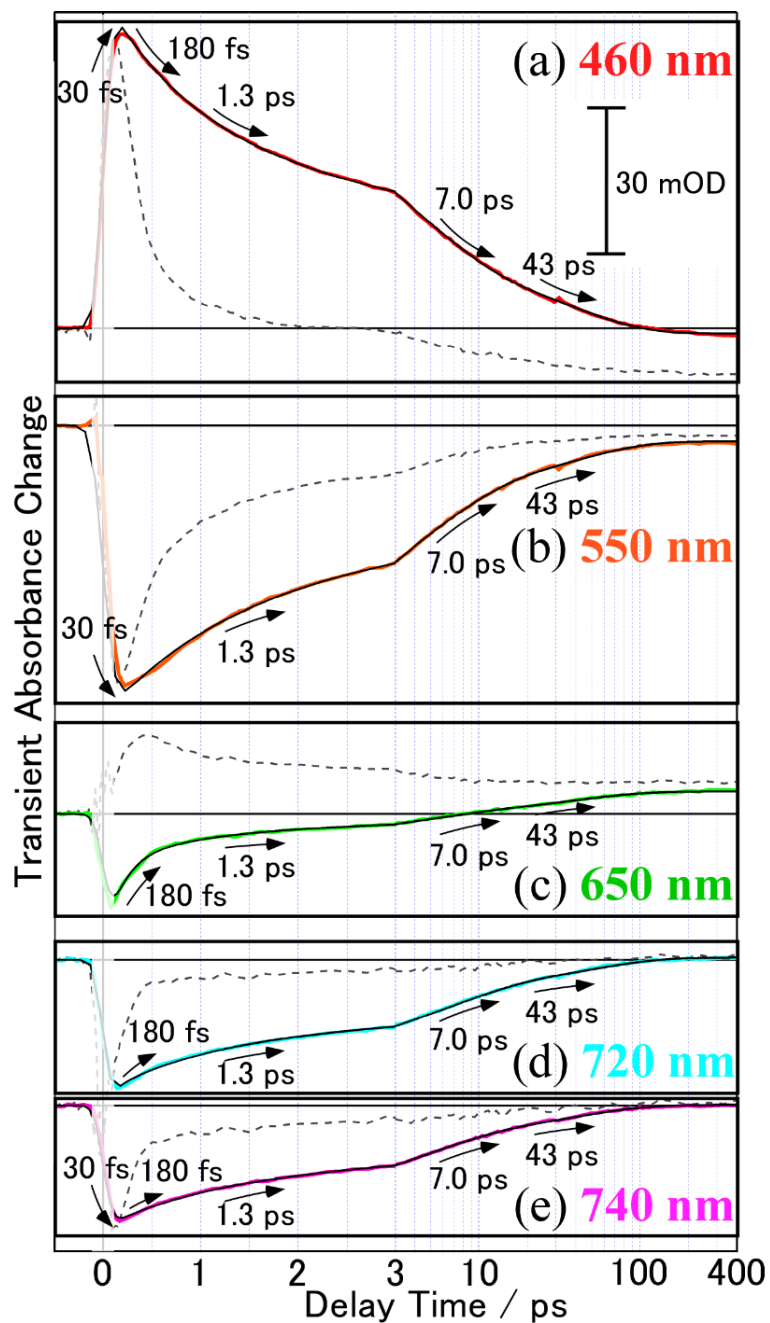 (a) 460 nm
30 fs
180 fs
1.3 ps
30 mOD
7.0 ps
43 ps
Transient Absorbance Change
(b) 550 nm
30 fs
1.3 ps
7.0 ps
43 ps
(c) 650 nm
180 fs
1.3 ps
7.0 ps
43 ps
(d) 720 nm
180 fs
1.3 ps
7.0 ps
43 ps
(e) 740 nm
30 fs
180 fs
1.3 ps
7.0 ps
43 ps
0 1 2 3 10 100 400
Delay Time / ps